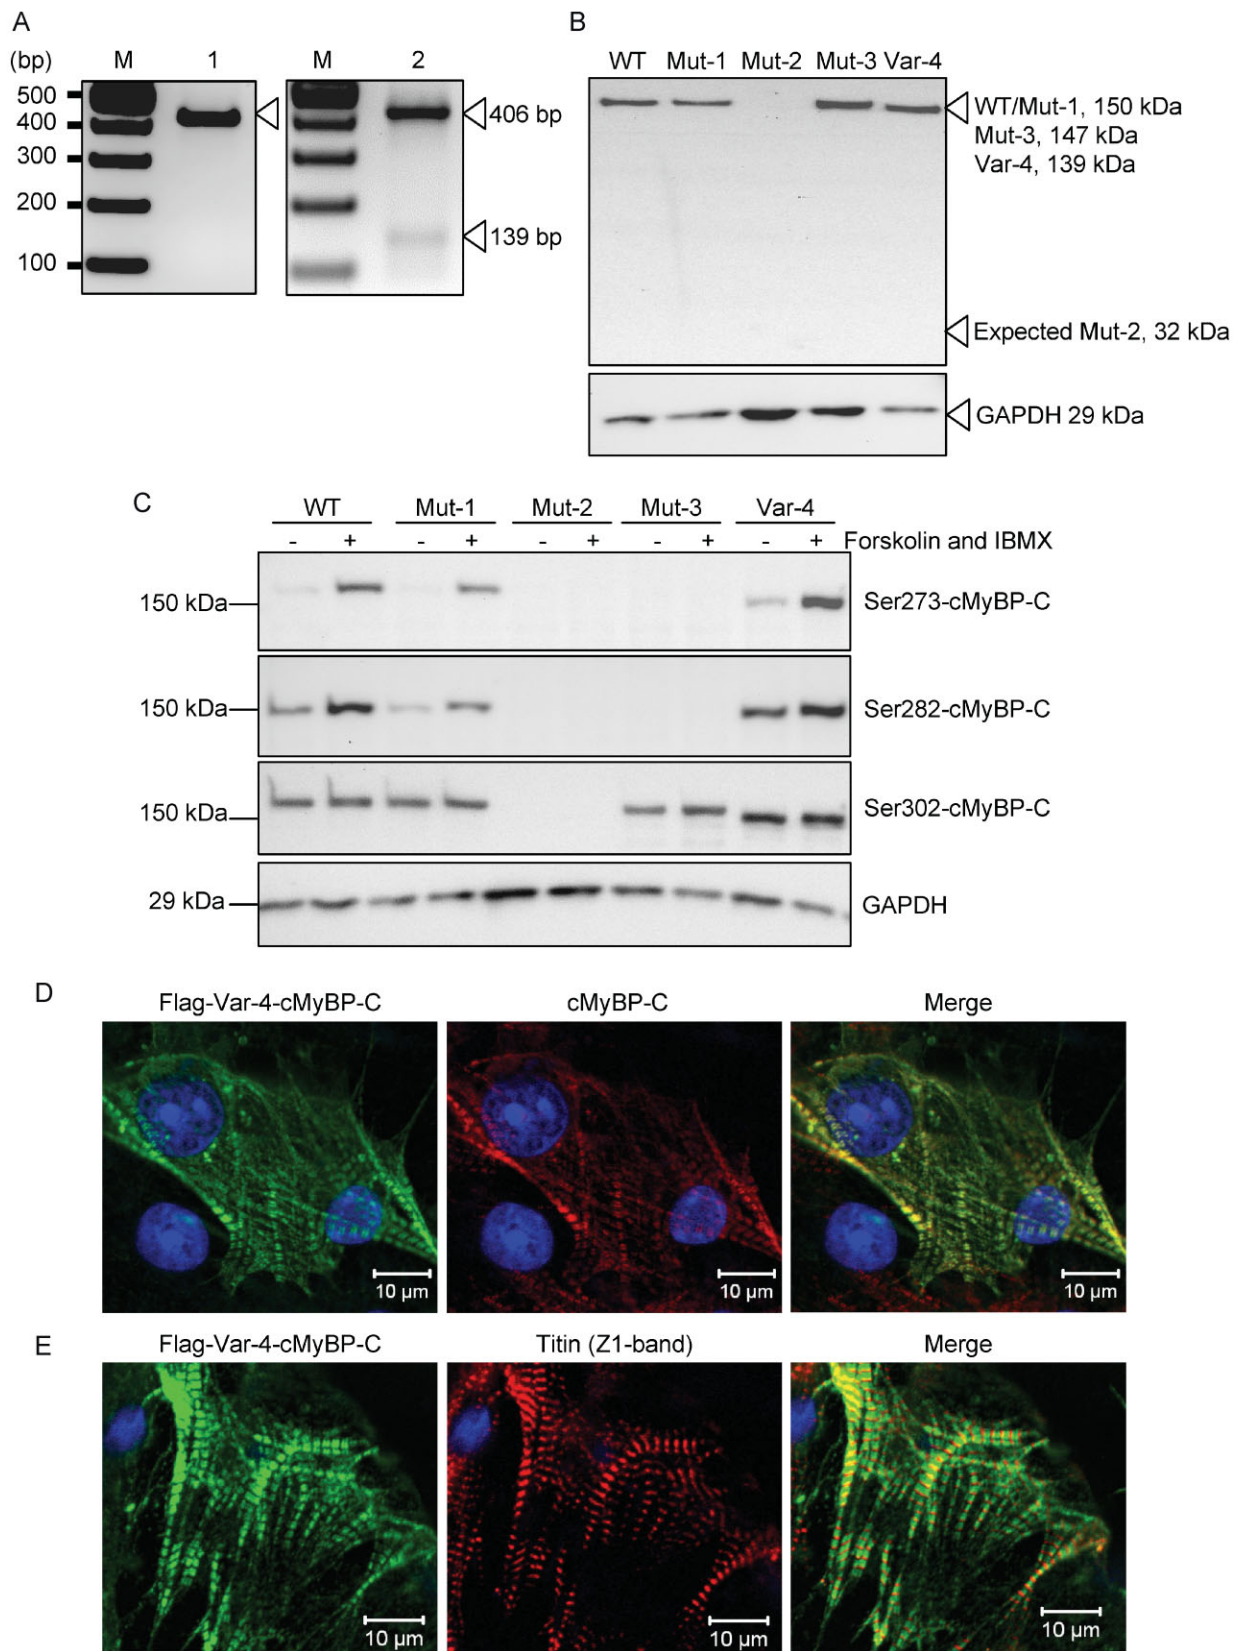 A
(bp) M 1 M 2
500
400
300
200
100
406 bp
139 bp
B
WT Mut-1 Mut-2 Mut-3 Var-4
WT/Mut-1, 150 kDa
Mut-3, 147 kDa
Var-4, 139 kDa
Expected Mut-2, 32 kDa
GAPDH 29 kDa
C
WT Mut-1 Mut-2 Mut-3 Var-4
- + - + - + - + - + Forskolin and IBMX
150 kDa Ser273-cMyBP-C
150 kDa Ser282-cMyBP-C
150 kDa Ser302-cMyBP-C
29 kDa GAPDH
D
Flag-Var-4-cMyBP-C cMyBP-C Merge
10 µm 10 µm 10 µm
E
Flag-Var-4-cMyBP-C Titin (Z1-band) Merge
10 µm 10 µm 10 µm